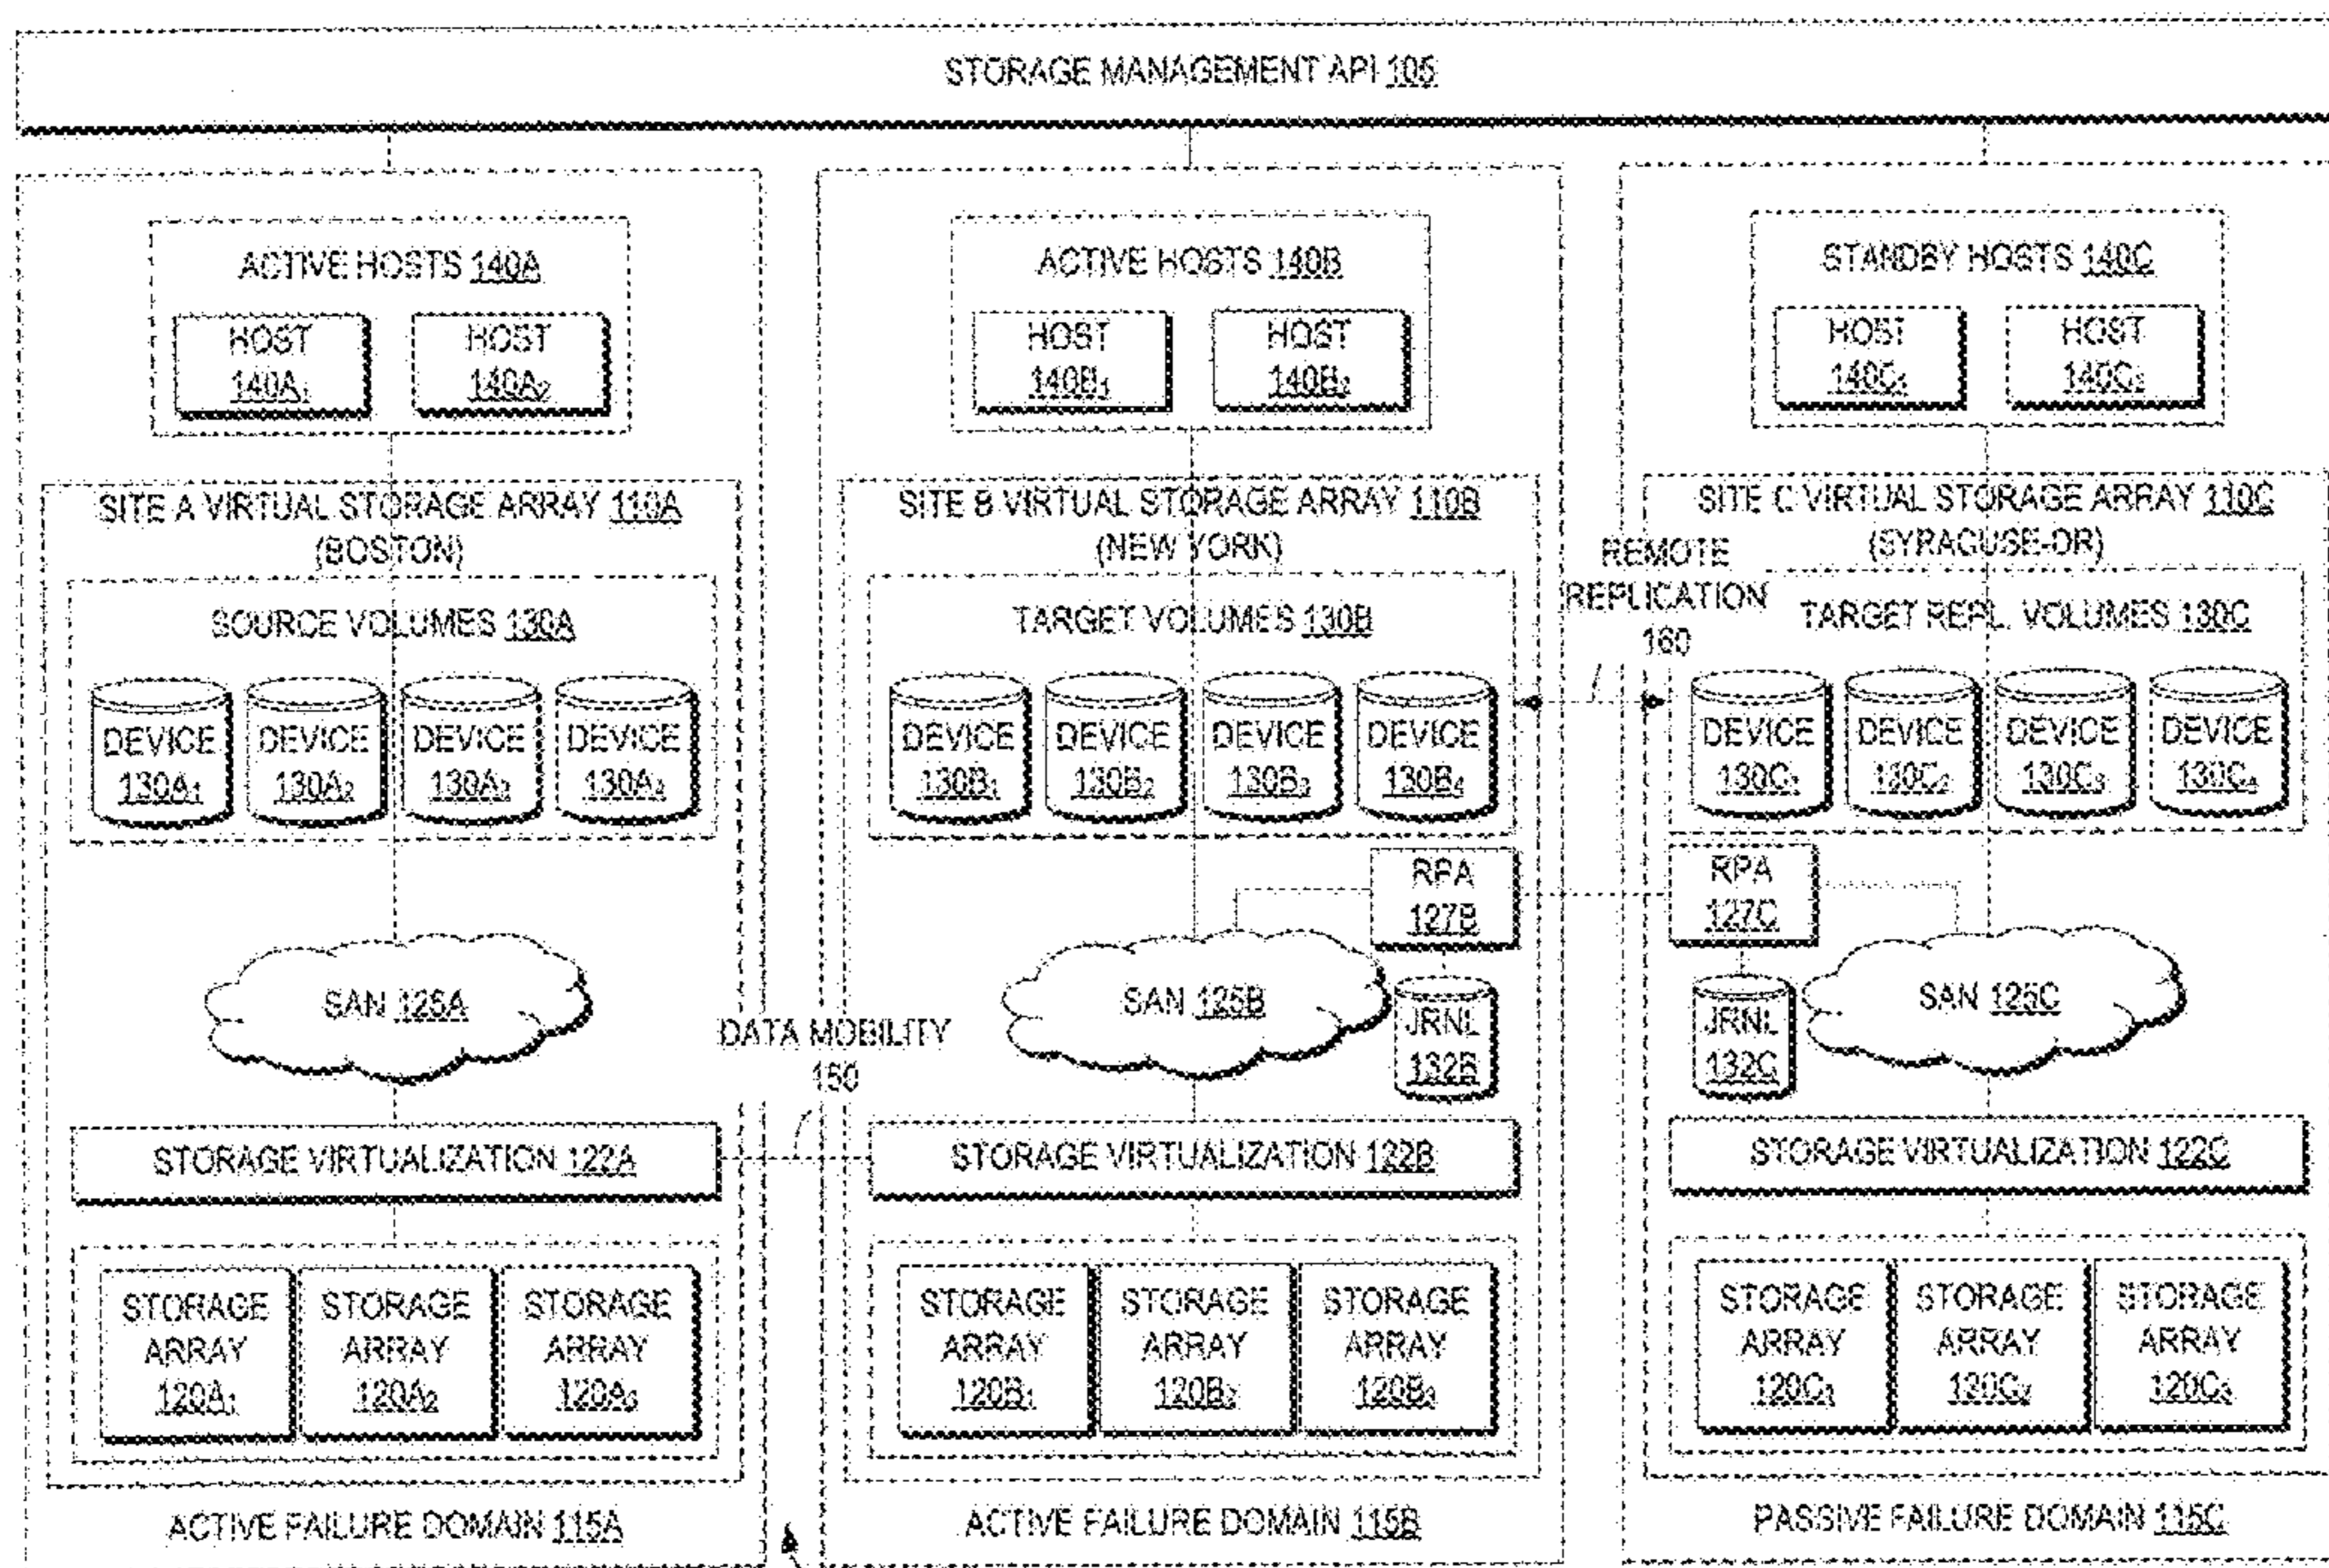 STORAGE MANAGEMENT API 105
ACTIVE HOSTS 140A
HOST
140A1
HOST
140A2
SITE A VIRTUAL STORAGE ARRAY 110A
(BOSTON)
SOURCE VOLUMES 130A
DEVICE
130A1
DEVICE
130A2
DEVICE
130A3
DEVICE
SAN 125A
STORAGE VIRTUALIZATION 122A
STORAGE
ARRAY
120A1
STORAGE
ARRAY
120A2
STORAGE
ARRAY
120A3
ACTIVE FAILURE DOMAIN 115A
DATA MOBILITY
150
ACTIVE HOSTS 140B
HOST
140B1
HOST
140B2
SITE B VIRTUAL STORAGE ARRAY 110B
(NEW YORK)
TARGET VOLUMES 130B
DEVICE
130B1
DEVICE
130B2
DEVICE
130B3
DEVICE
130B4
RPA
127B
SAN 125B
JRNL
132B
STORAGE VIRTUALIZATION 122B
STORAGE
ARRAY
120B1
STORAGE
ARRAY
120B2
STORAGE
ARRAY
120B3
ACTIVE FAILURE DOMAIN 115B
REMOTE
REPLICATION
160
STANDBY HOSTS 140C
HOST
140C1
HOST
140C2
SITE C VIRTUAL STORAGE ARRAY 110C
(SYRACUSE-DR)
TARGET REPL. VOLUMES 130C
DEVICE
130C1
DEVICE
130C2
DEVICE
130C3
DEVICE
130C4
RPA
127C
JRNL
132C
SAN 125C
STORAGE VIRTUALIZATION 122C
STORAGE
ARRAY
120C1
STORAGE
ARRAY
120C2
STORAGE
ARRAY
120C3
PASSIVE FAILURE DOMAIN 115C